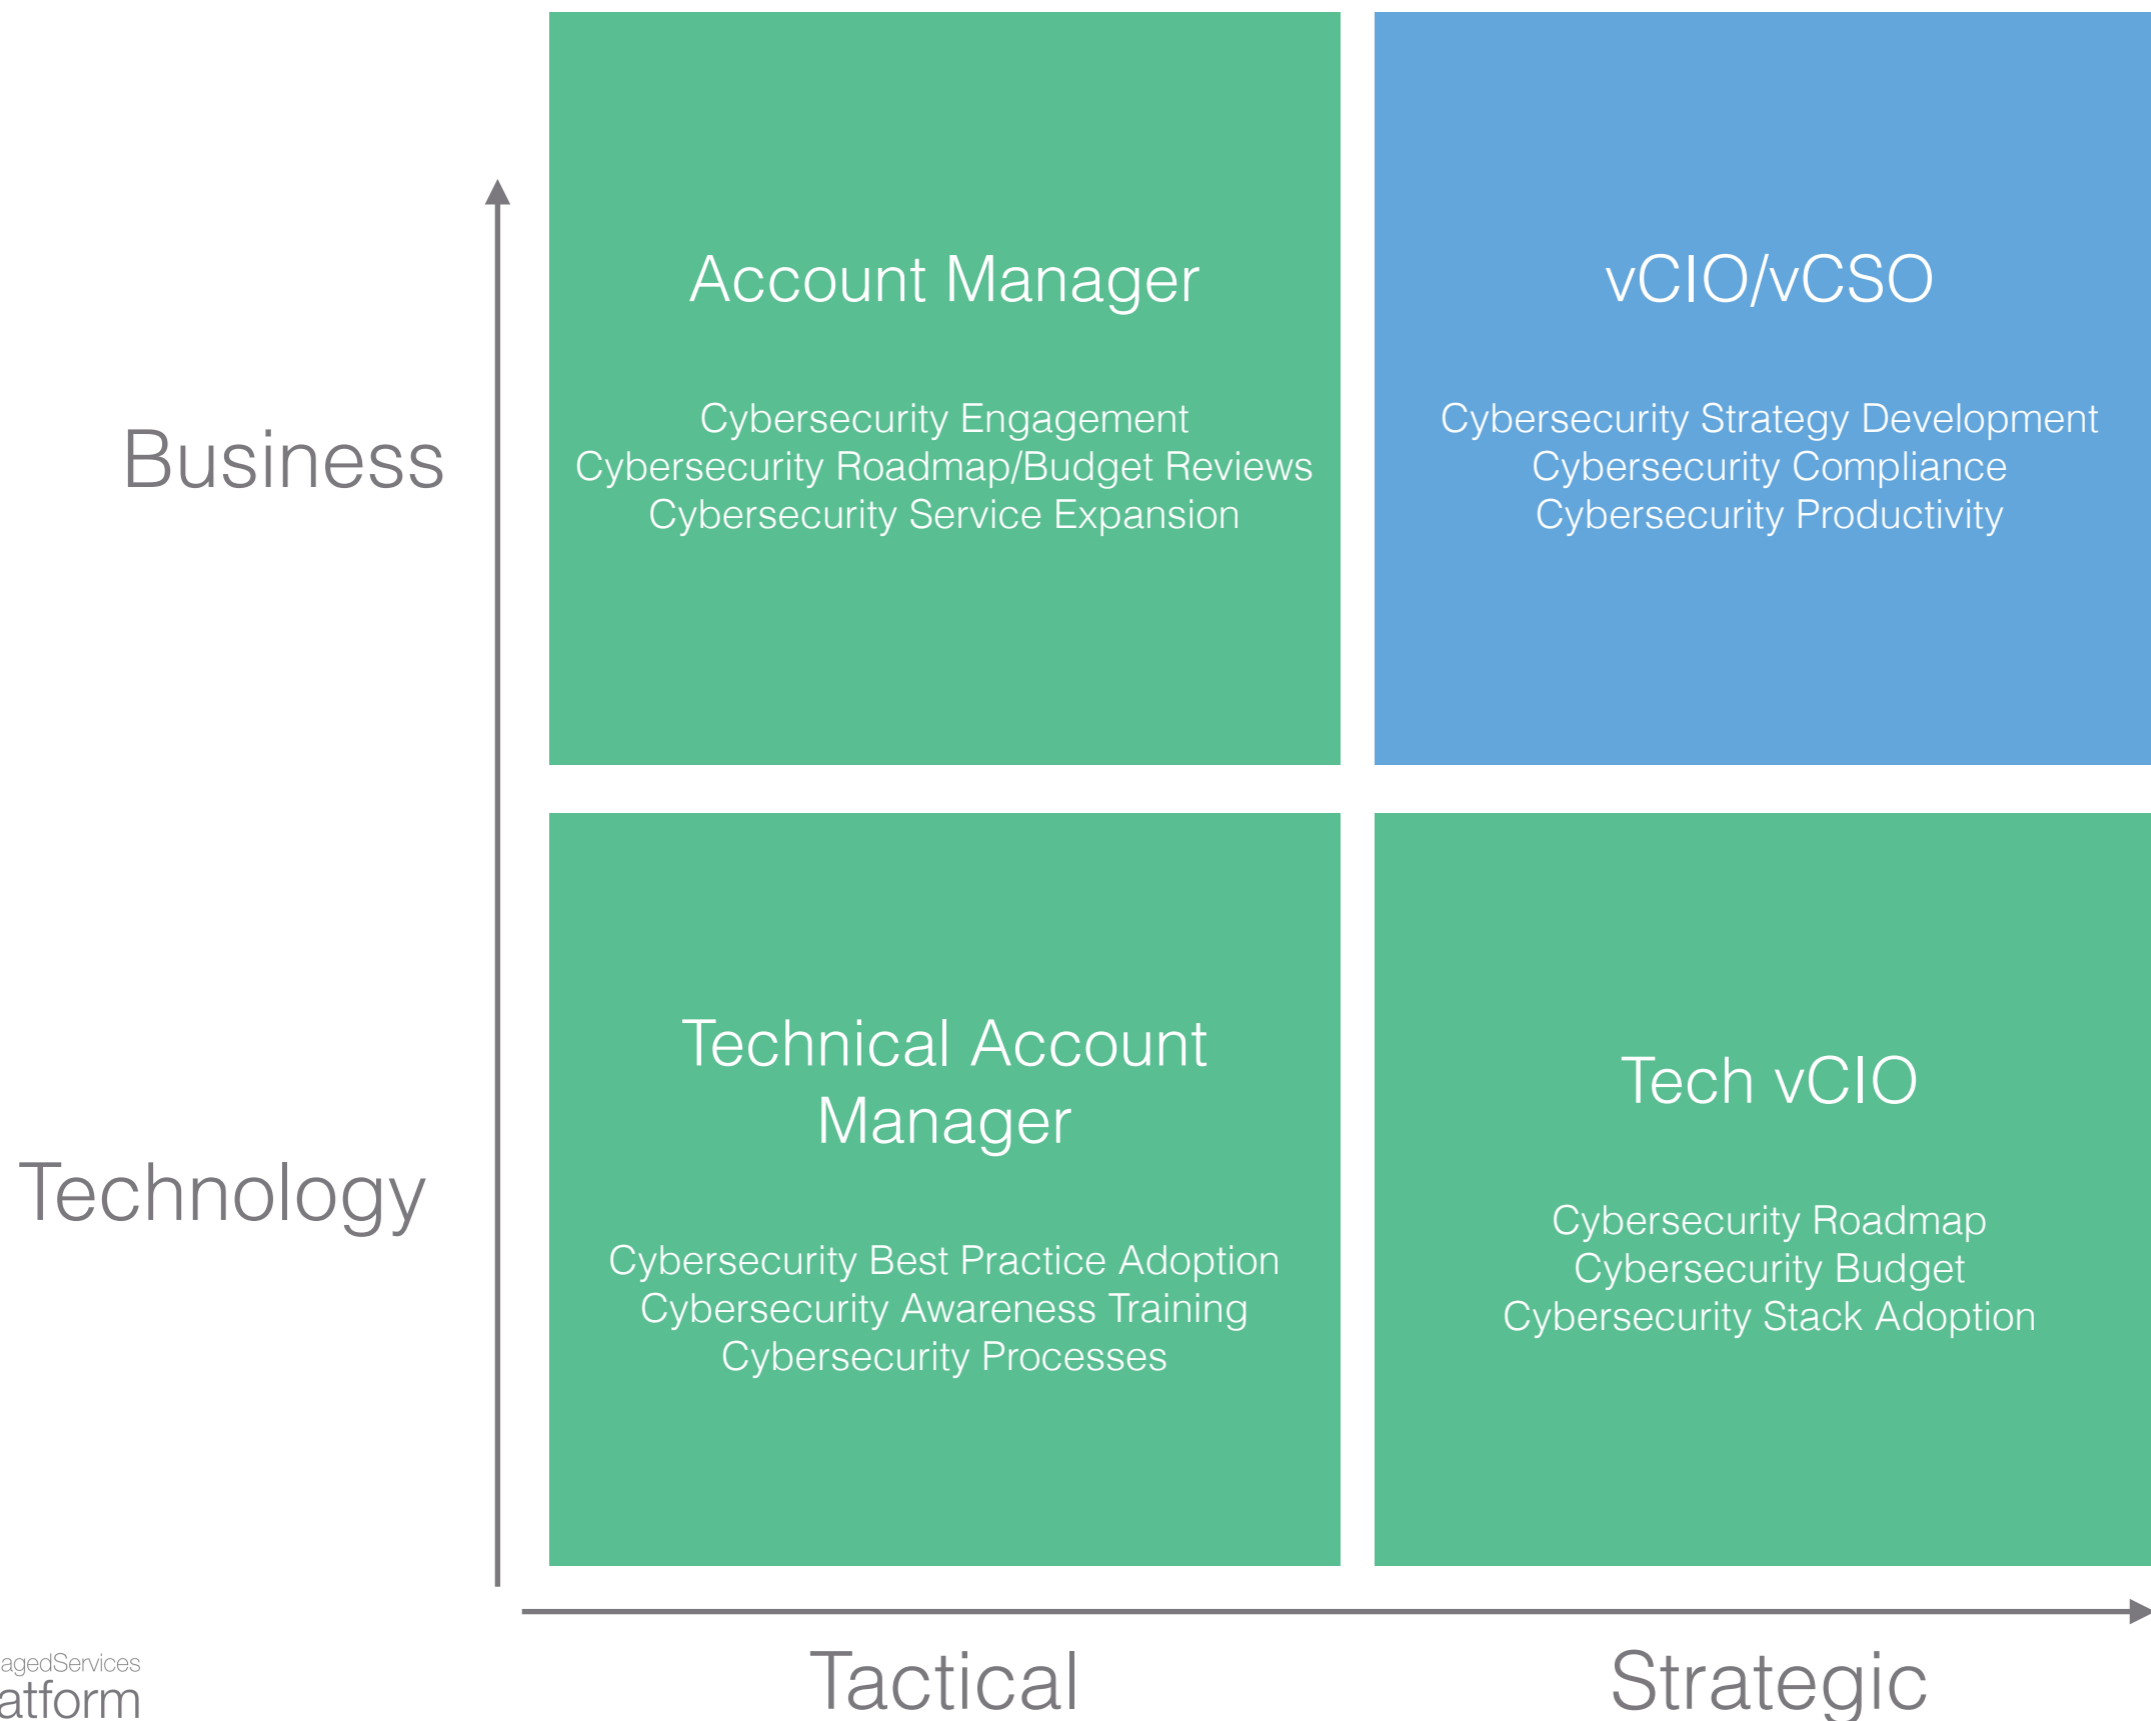 Business
Account Manager
Cybersecurity Engagement
Cybersecurity Roadmap/Budget Reviews
Cybersecurity Service Expansion
vCIO/vCSO
Cybersecurity Strategy Development
Cybersecurity Compliance
Cybersecurity Productivity
Technology
Technical Account
Manager
Cybersecurity Best Practice Adoption
Cybersecurity Awareness Training
Cybersecurity Processes
Tech vCIO
Cybersecurity Roadmap
Cybersecurity Budget
Cybersecurity Stack Adoption
Tactical
Strategic
agedServices
atform